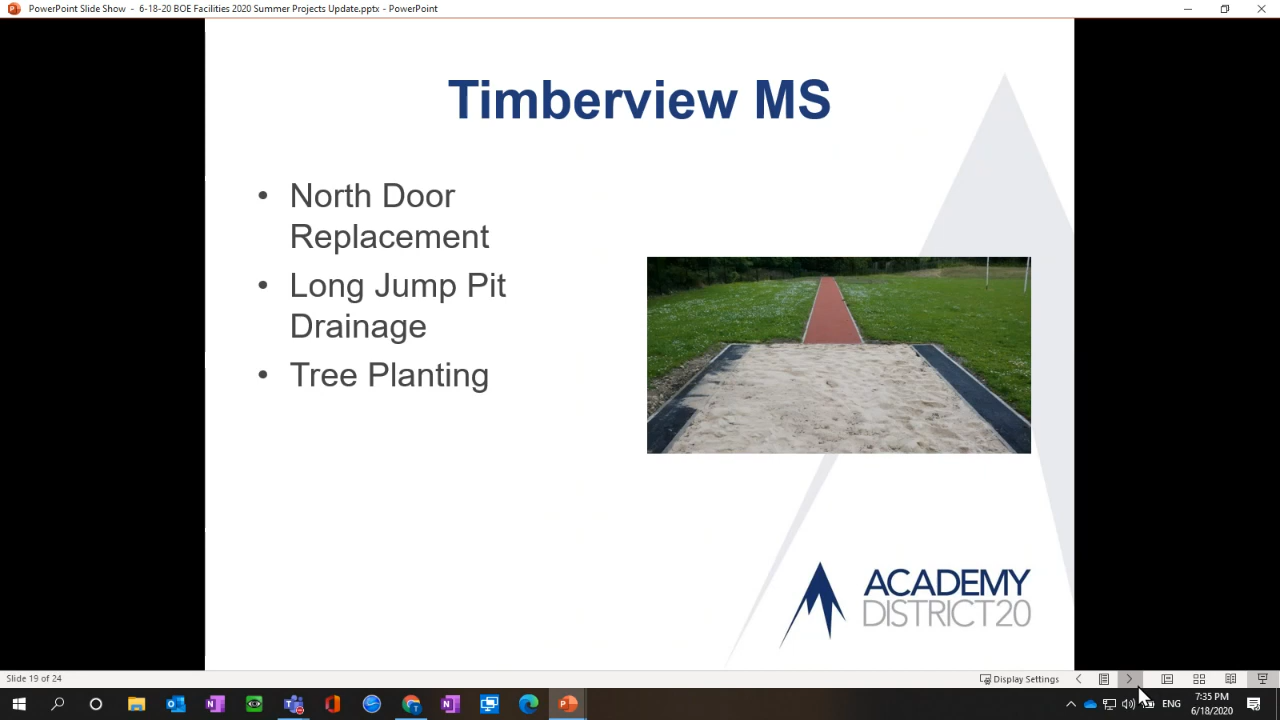 PowerPoint Slide Show - 6-18-20 BOE Facilities 2020 Summer Projects Update.pptx - PowerPoint
Timberview MS
• North Door
Replacement
• Long Jump Pit
Drainage
• Tree Planting
ACADEMY
DISTRICT20
Slide 19 of 24
Display Settings
7:35 PM
ENG
6/18/2020